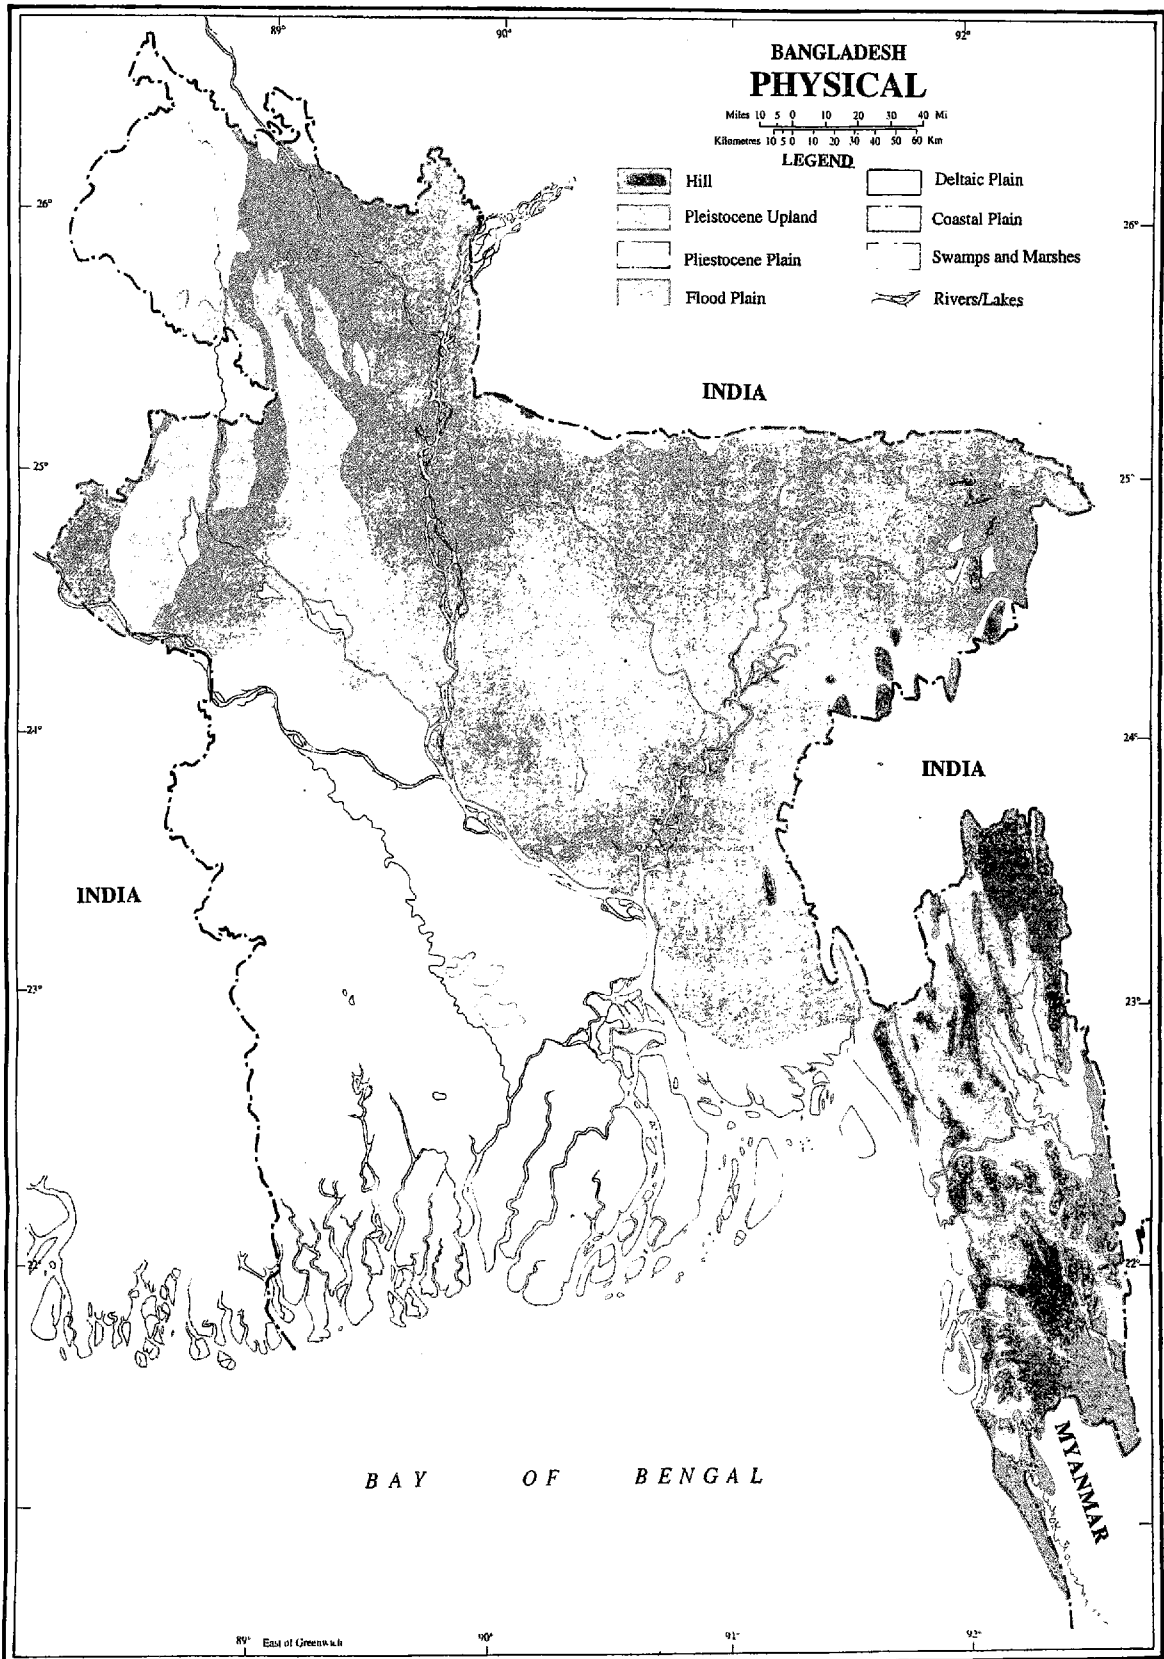 89° 90° 92°
BANGLADESH
PHYSICAL
Miles 10 5 0 10 20 30 40 Mi
Kilometres 10 5 0 10 20 30 40 50 60 Km
LEGEND
Hill
Deltaic Plain
Pleistocene Upland
Coastal Plain
Pliestocene Plain
Swamps and Marshes
Flood Plain
Rivers/Lakes
26° 26°
INDIA
25° 25°
24° 24°
INDIA
INDIA
23° 23°
22° 22°
MYANMAR
BAY OF BENGAL
89° East of Greenwich 90° 91° 92°